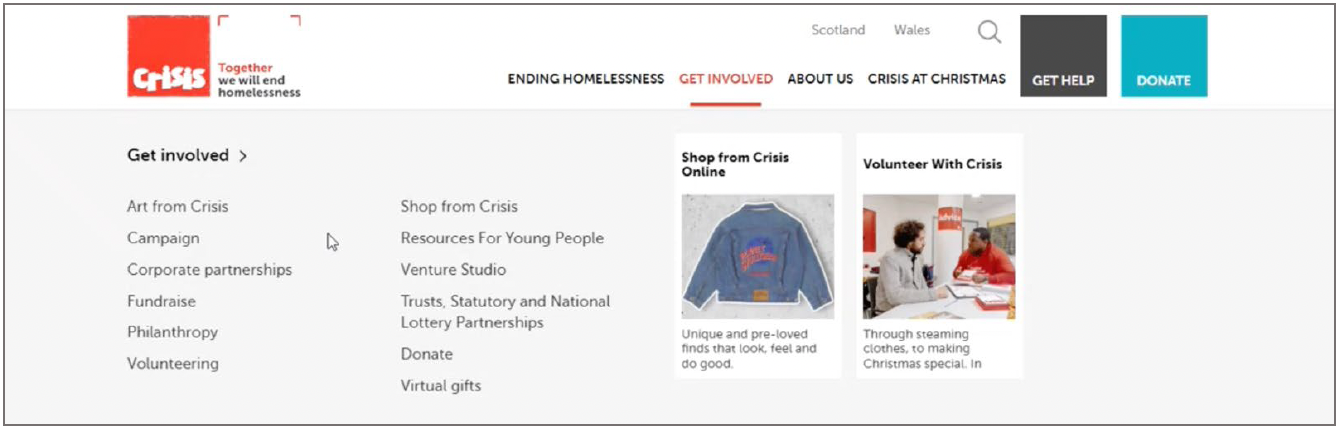 Scotland
Wales
crisis
Together
we will end
homelessness
ENDING HOMELESSNESS
GET INVOLVED
ABOUT US
CRISIS AT CHRISTMAS
GET HELP
DONATE
Get involved >
Art from Crisis
Campaign
Corporate partnerships
Fundraise
Philanthropy
Volunteering
Shop from Crisis
Resources For Young People
Venture Studio
Trusts, Statutory and National
Lottery Partnerships
Donate
Virtual gifts
Shop from Crisis
Online
Unique and pre-loved
finds that look, feel and
do good.
Volunteer With Crisis
Advice
Through steaming
clothes, to making
Christmas special. In